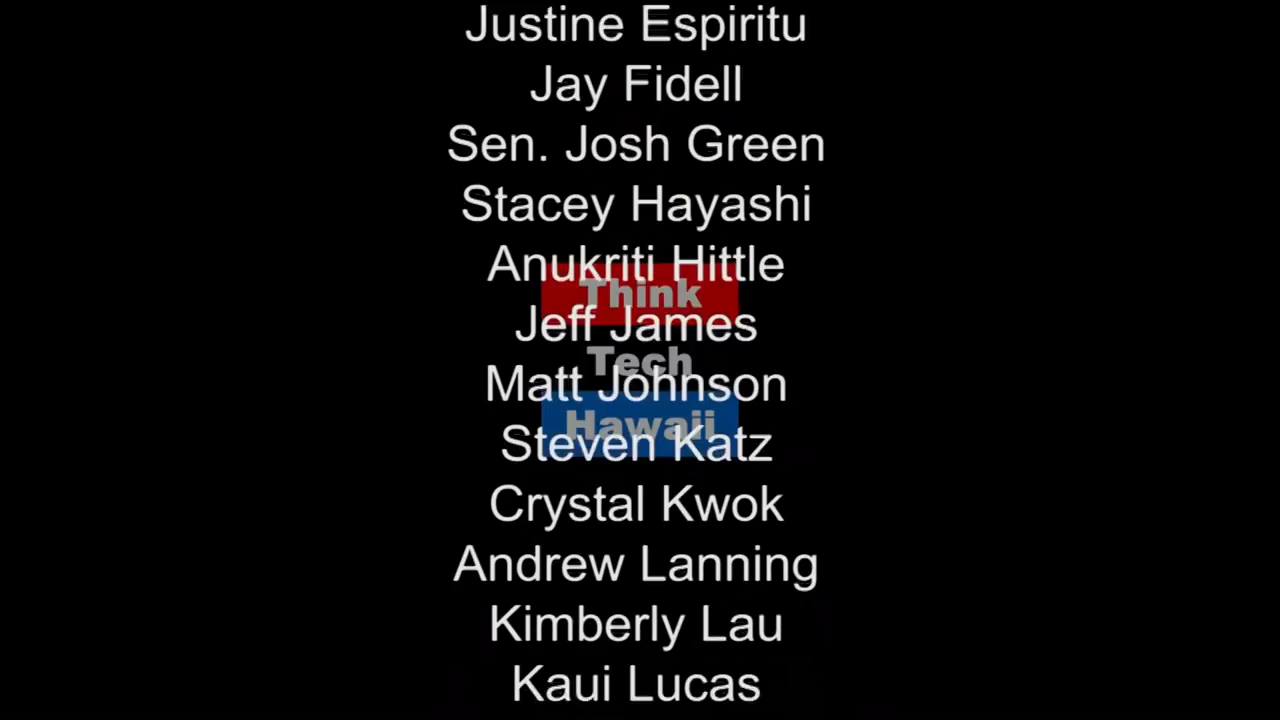 Justine Espiritu
Jay Fidell
Sen. Josh Green
Stacey Hayashi
Anukriti Hittle
Think
Jeff James
Tech
Matt Johnson
Hawaii
Steven Katz
Crystal Kwok
Andrew Lanning
Kimberly Lau
Kaui Lucas